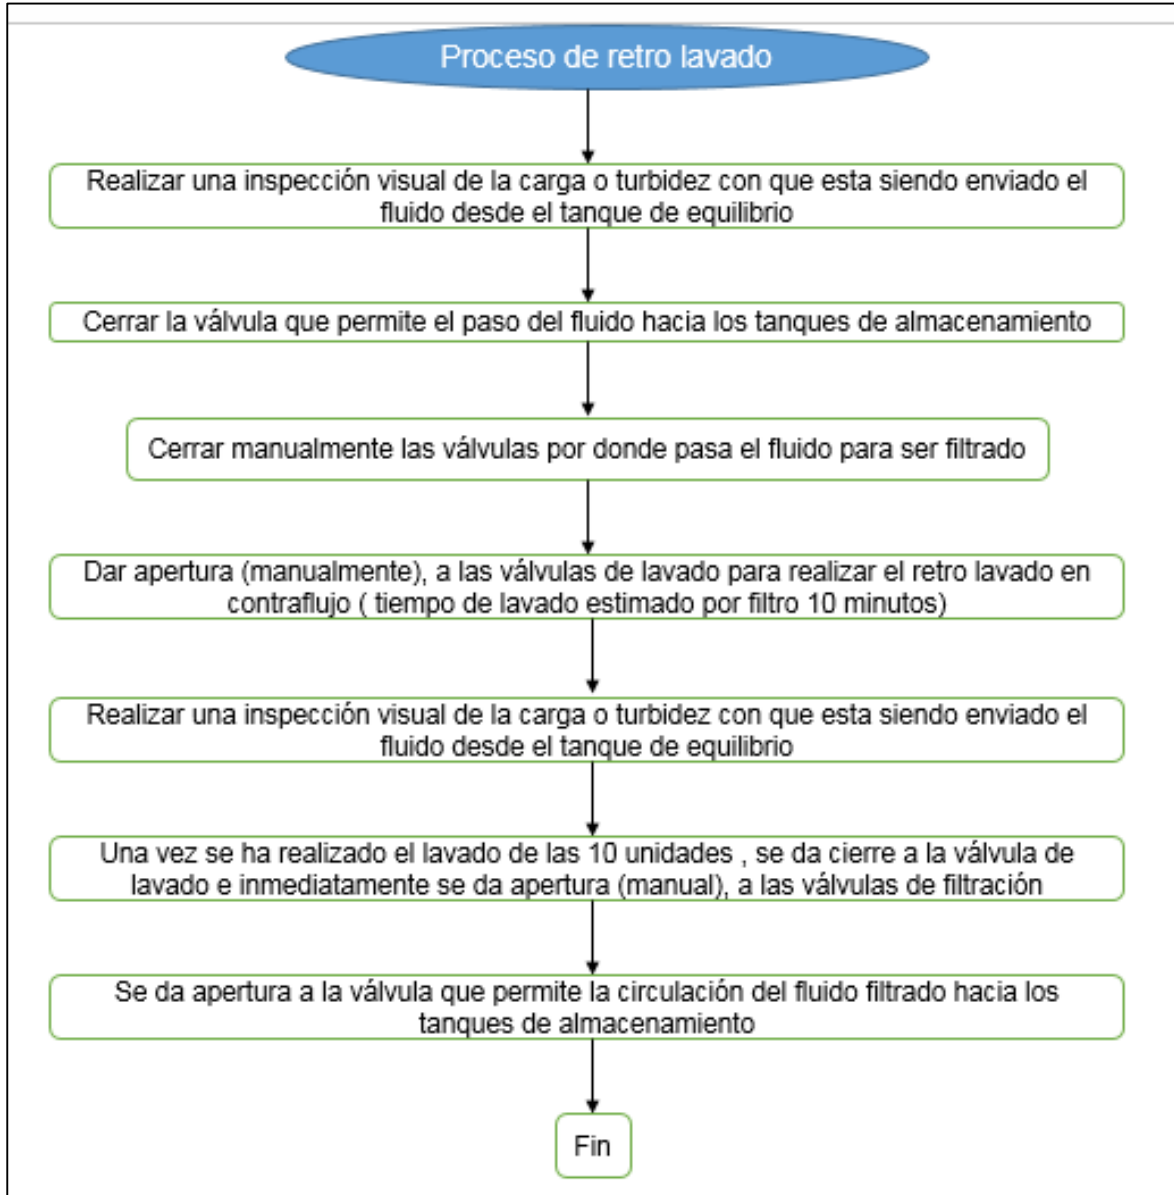 Proceso de retro lavado
Realizar una inspección visual de la carga o turbidez con que esta siendo enviado el
fluido desde el tanque de equilibrio
Cerrar la válvula que permite el paso del fluido hacia los tanques de almacenamiento
Cerrar manualmente las válvulas por donde pasa el fluido para ser filtrado
Dar apertura (manualmente), a las válvulas de lavado para realizar el retro lavado en
contraflujo ( tiempo de lavado estimado por filtro 10 minutos)
Realizar una inspección visual de la carga o turbidez con que esta siendo enviado el
fluido desde el tanque de equilibrio
Una vez se ha realizado el lavado de las 10 unidades , se da cierre a la válvula de
lavado e inmediatamente se da apertura (manual), a las válvulas de filtración
Se da apertura a la válvula que permite la circulación del fluido filtrado hacia los
tanques de almacenamiento
Fin